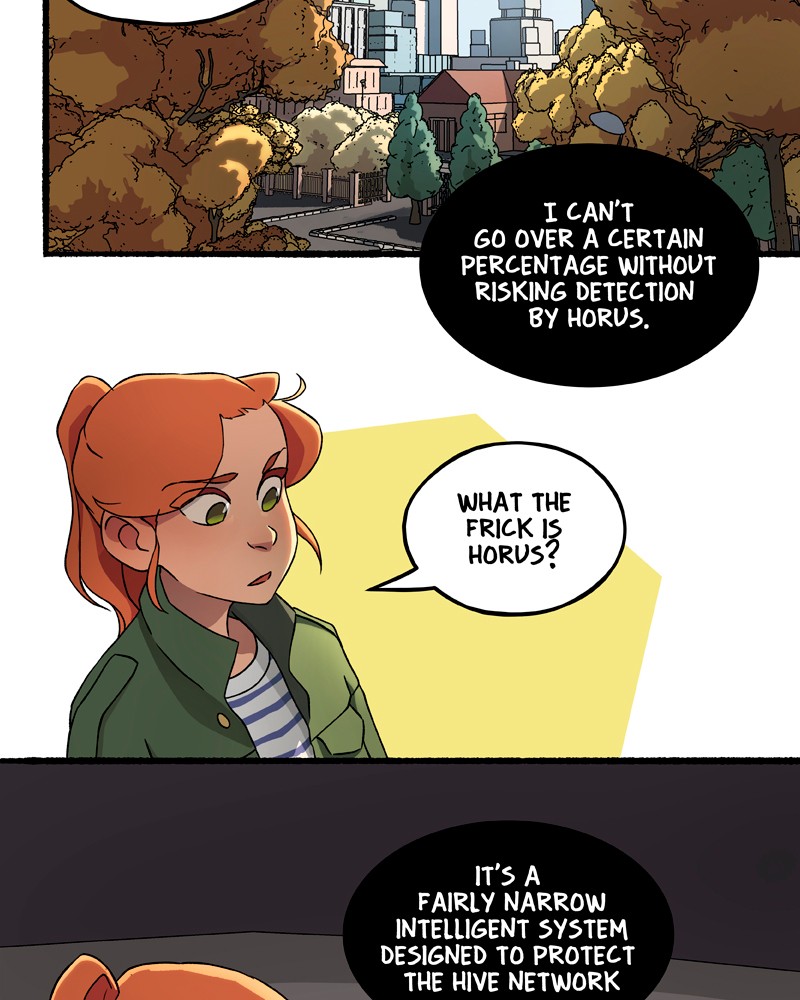 I CAN'T
GO OVER A CERTAIN
PERCENTAGE WITHOUT
RISKING DETECTION
BY HORUS.
WHAT THE
FRICK IS
HORUS?
IT'S A
FAIRLY NARROW
INTELLIGENT SYSTEM
DESIGNED TO PROTECT
THE HIVE NETWORK